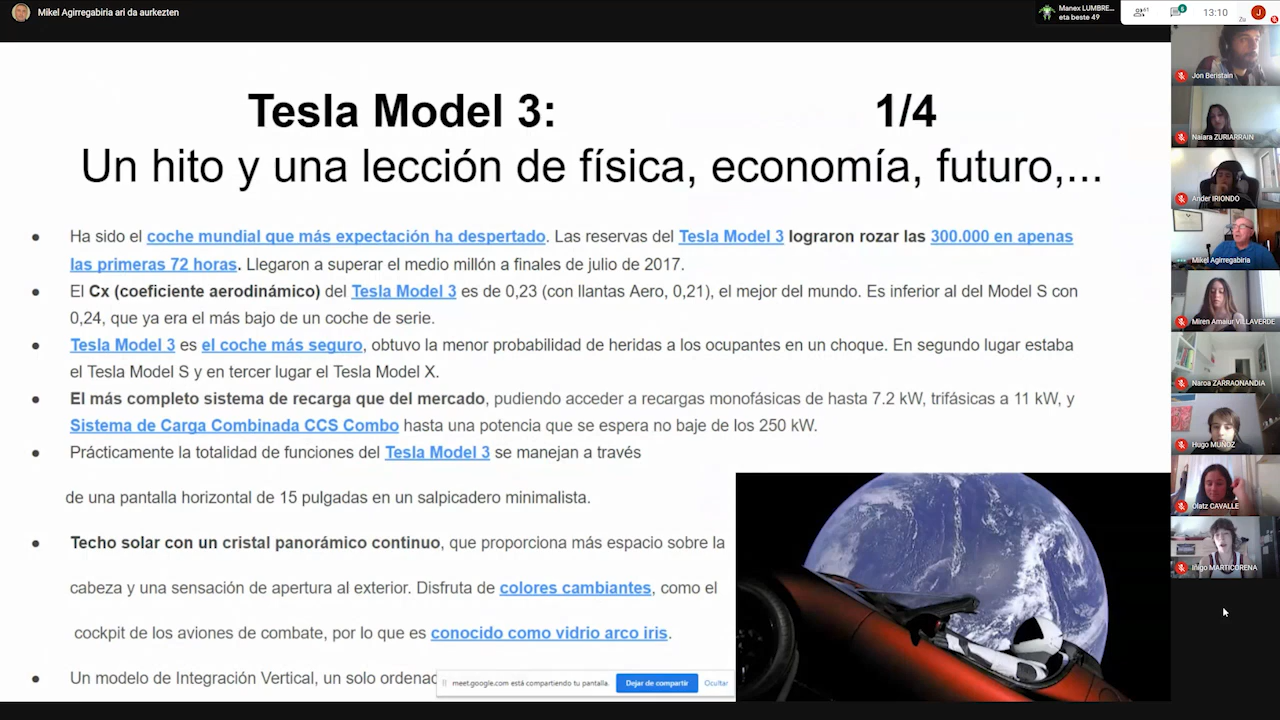 Mikel Agirregabiria ari da aurkezten
Manex LUMBRE...
eta beste 49
13:10
J
Tesla Model 3: 1/4
Un hito y una lección de física, economía, futuro,...
● Ha sido el coche mundial que más expectación ha despertado. Las reservas del Tesla Model 3 lograron rozar las 300.000 en apenas
las primeras 72 horas. Llegaron a superar el medio millón a finales de julio de 2017.
● El Cx (coeficiente aerodinámico) del Tesla Model 3 es de 0,23 (con llantas Aero, 0,21), el mejor del mundo. Es inferior al del Model S con
0,24, que ya era el más bajo de un coche de serie.
● Tesla Model 3 es el coche más seguro, obtuvo la menor probabilidad de heridas a los ocupantes en un choque. En segundo lugar estaba
el Tesla Model S y en tercer lugar el Tesla Model X.
● El más completo sistema de recarga que del mercado, pudiendo acceder a recargas monofásicas de hasta 7.2 kW, trifásicas a 11 kW, y
Sistema de Carga Combinada CCS Combo hasta una potencia que se espera no baje de los 250 kW.
● Prácticamente la totalidad de funciones del Tesla Model 3 se manejan a través
de una pantalla horizontal de 15 pulgadas en un salpicadero minimalista.
● Techo solar con un cristal panorámico continuo, que proporciona más espacio sobre la
cabeza y una sensación de apertura al exterior. Disfruta de colores cambiantes, como el
cockpit de los aviones de combate, por lo que es conocido como vidrio arco iris.
● Un modelo de Integración Vertical, un solo ordenad
meet.google.com está compartiendo tu pantalla.
Dejar de compartir
Ocultar
Jon Beristain
Naiara ZURIARRAIN
Ander IRIONDO
Mikel Agirregabiria
Miren Amaiur VILLAVERDE
Naroa ZARRAONANDIA
Hugo MUÑOZ
Olatz CAVALLE
Iñigo MARTICORENA